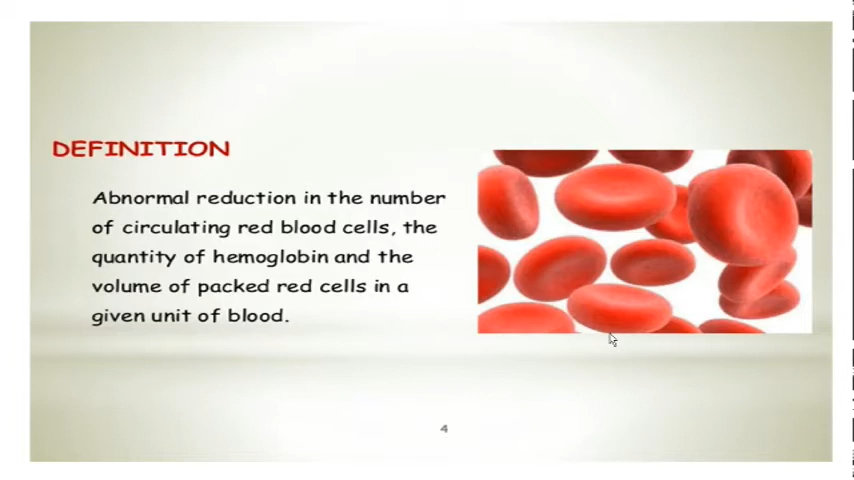 DEFINITION
Abnormal reduction in the number
of circulating red blood cells, the
quantity of hemoglobin and the
volume of packed red cells in a
given unit of blood.
4